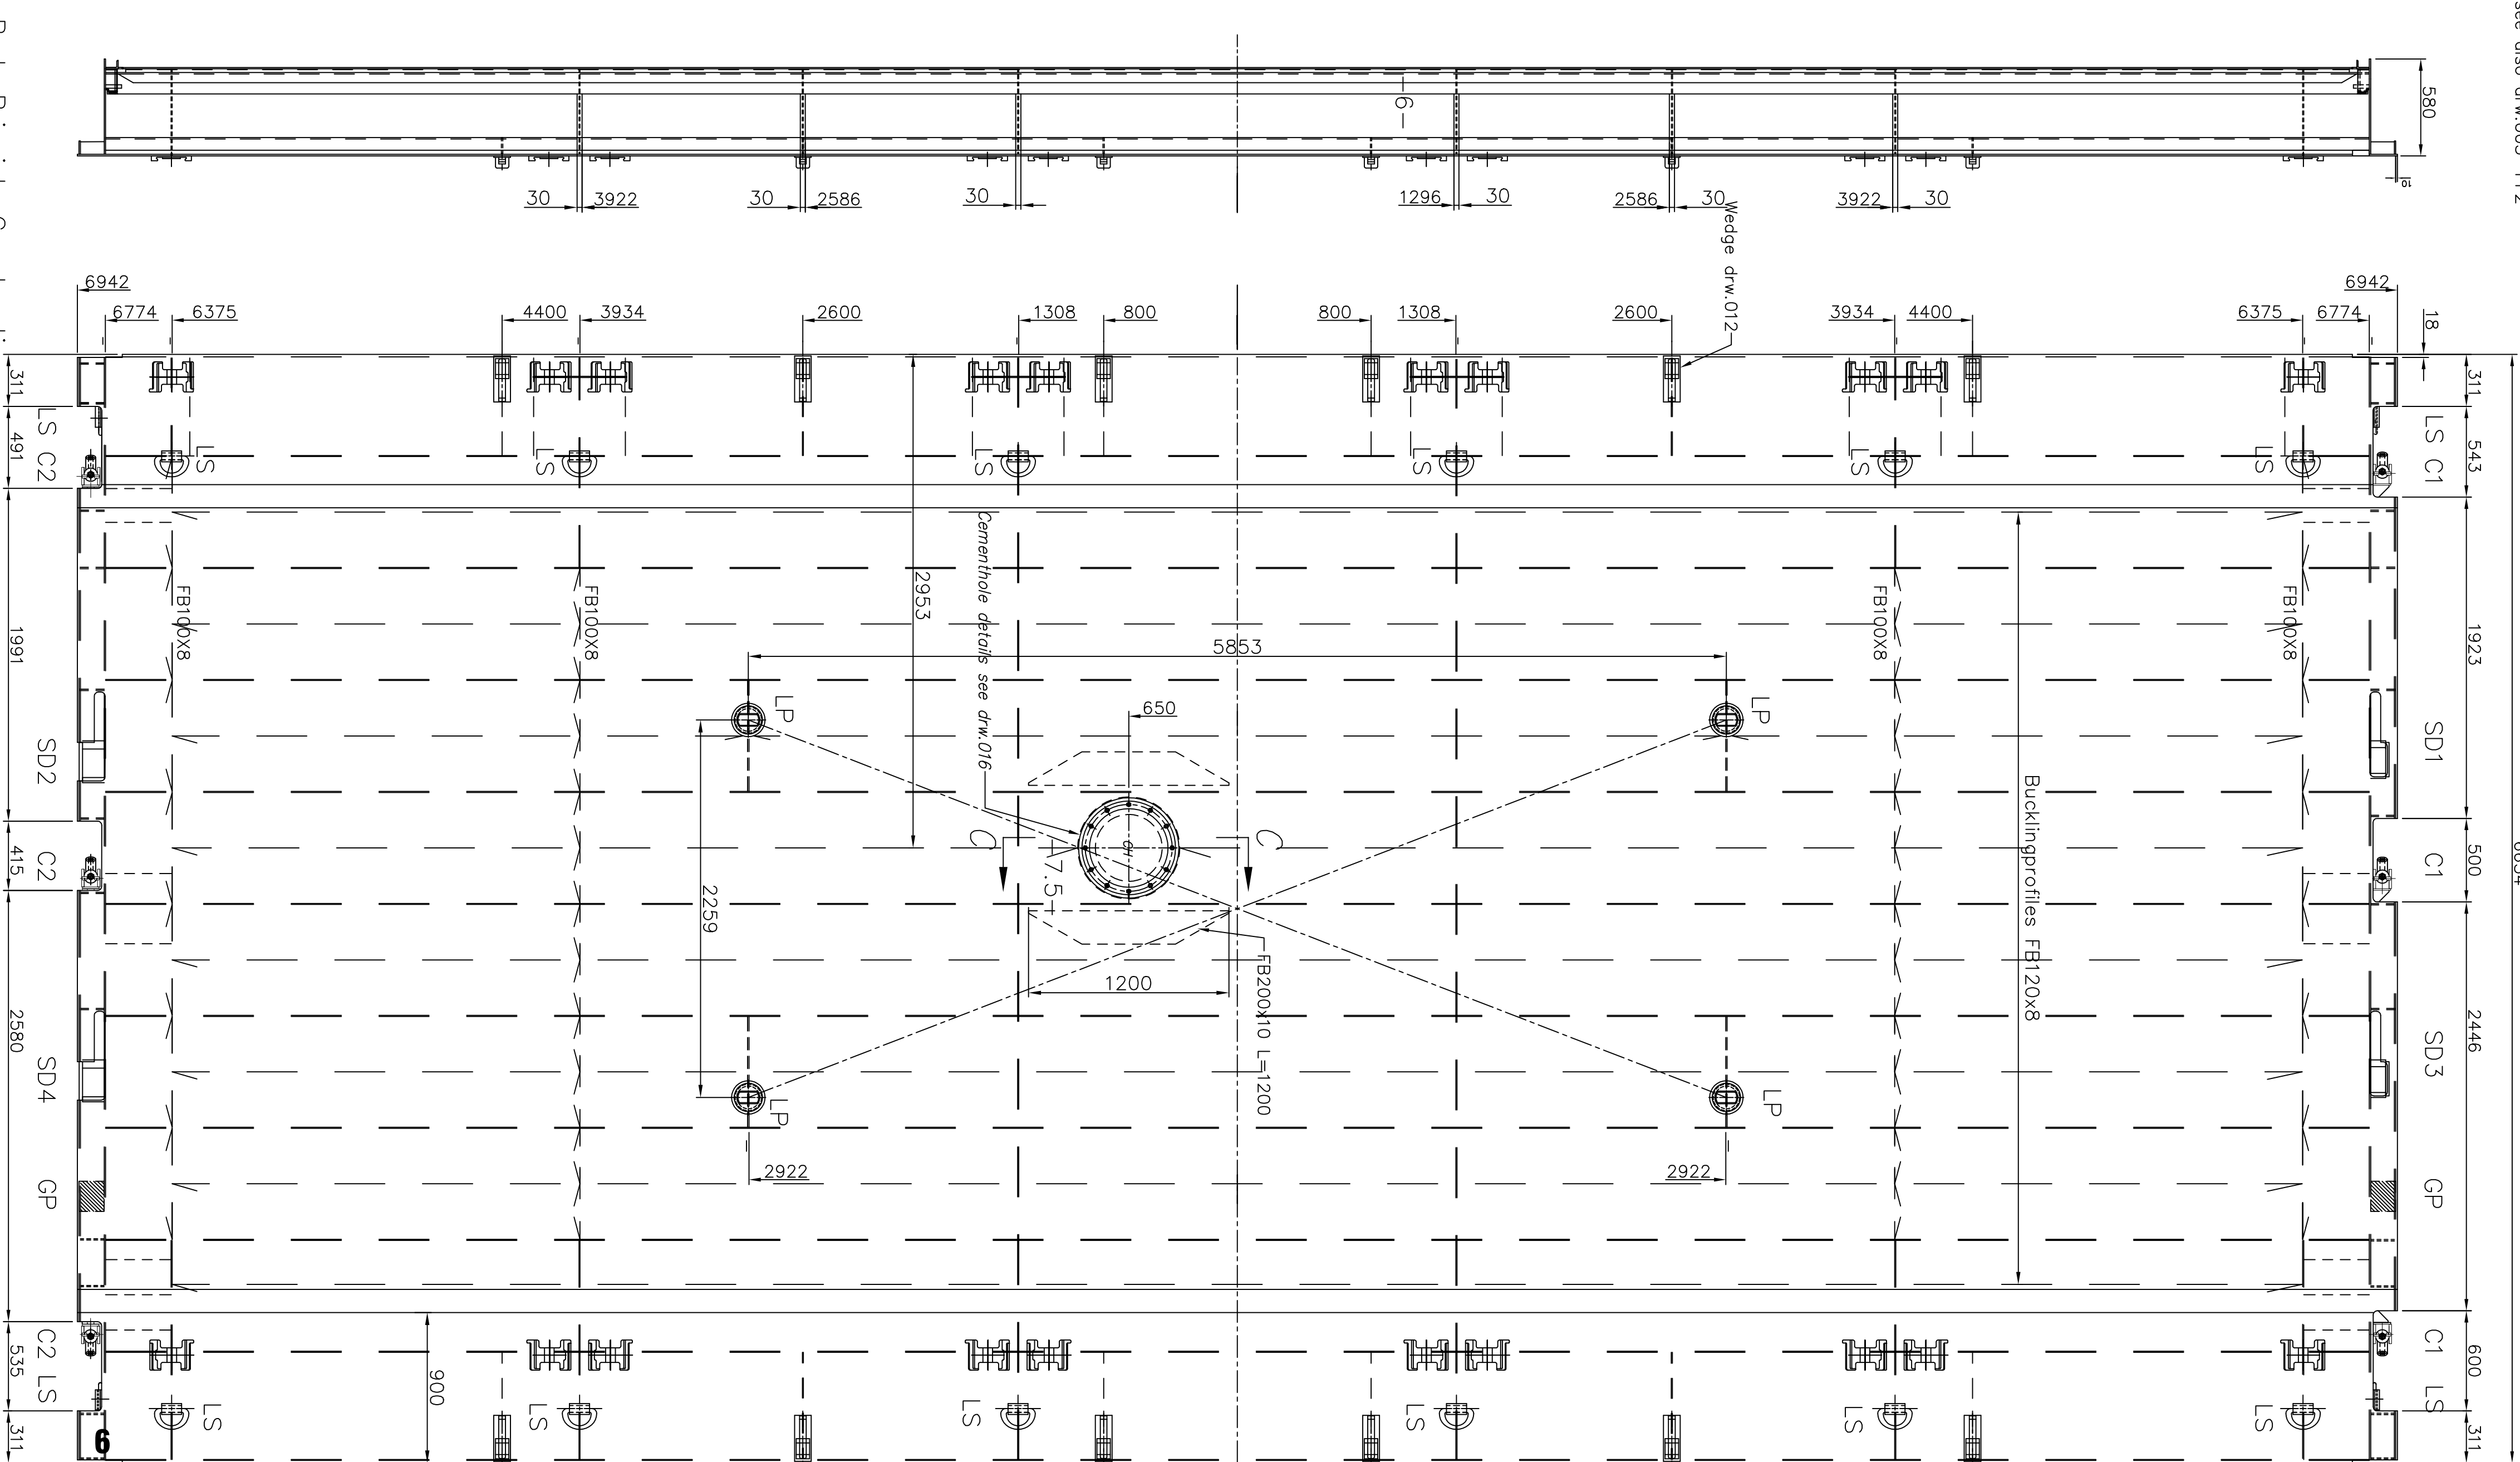 580
10
-6-
30
3922
30
2586
30
1296
30
2586
30
3922
30
Wedge drw.012
6942
6774
6375
4400
3934
2600
1308
800
800
1308
2600
3934
4400
6375
6774
6942
18
311
LS
C2
491
LS
LS
LS
LS
LS
LS
LS
C1
543
311
FB100X8
FB100X8
2953
Cementhole details see drw.016
FB100X8
FB100X8
1991
1923
5853
LP
LP
650
Bucklingprofiles FB120x8
SD2
SD1
C
C
CH
7.5
C2
415
C1
500
2259
1200
FB200x10 L=1200
2580
2446
SD4
SD3
LP
LP
2922
2922
GP
GP
C2
LS
535
900
LS
LS
LS
LS
LS
LS
C1
LS
600
311
6
311